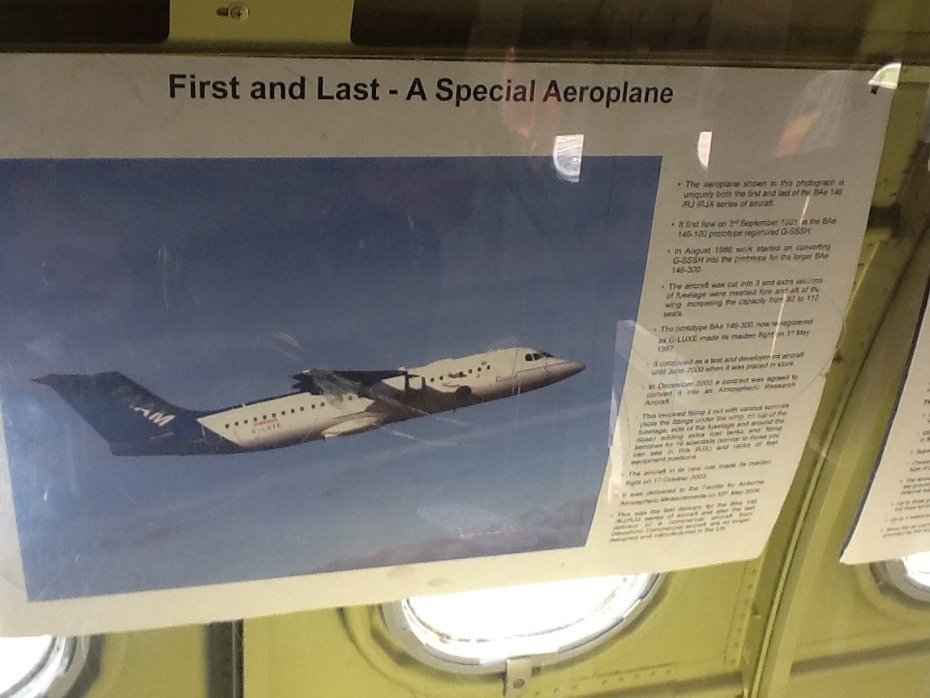 First and Last - A Special Aeroplane
• The aeroplane shown in this photograph is
uniquely both the first and last of the BAe 146
/RJ /RJX series of aircraft.
• It first flew on 3rd September 1981 as the BAe
146-100 prototype registered G-SSSH
• In August 1986 work started on converting
G-SSSH into the prototype for the larger BAe
146-300.
• The aircraft was cut into 3 and extra sections
of fuselage were inserted fore and aft of the
wing increasing the capacity from 82 to 112
seats.
• The prototype BAe 146-300, now re-registered
as G-LUXE made its maiden flight on 1st May
1987
• It continued as a test and development aircraft
until June 2000 when it was placed in store.
• In December 2000 a contract was agreed to
convert it into an Atmospheric Research
Aircraft.
• This involved fitting it out with various sensors
(note the fittings under the wing, on top of the
fuselage, side of the fuselage and around the
nose) adding extra fuel tanks and fitting
benches for 19 scientists (similar to those you
can see in this RJX) and racks of test
equipment positions.
• The aircraft in its new role made its maiden
flight on 1st October 2003.
• It was delivered to the Facility for Airborne
Atmospheric Measurements on 10th May 2004
• This was the last delivery for the BAe 146
/RJ/RJX series of aircraft and also the last
delivery of a commercial aircraft from
Woodford. Commercial aircraft are no longer
designed and manufactured in the UK
AM
G-LUXE